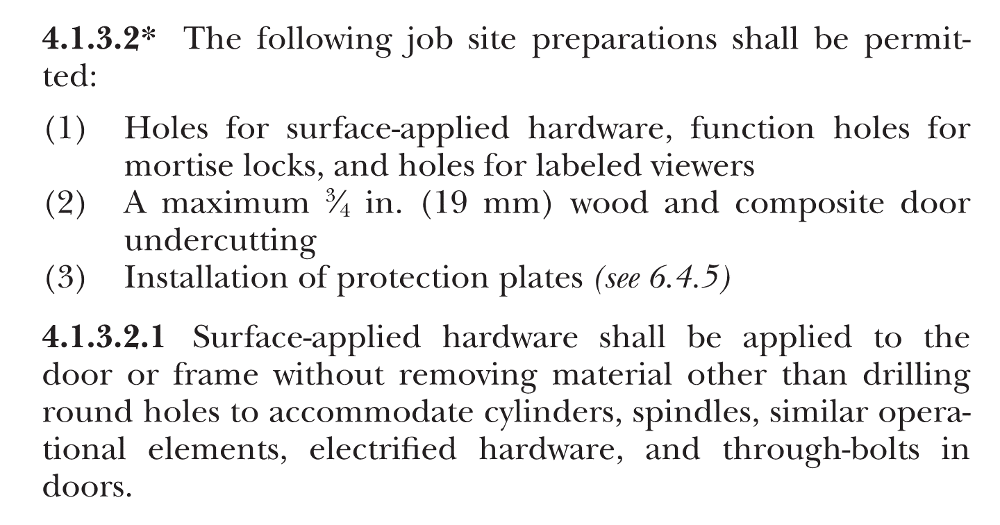 4.1.3.2* The following job site preparations shall be permit-
ted:
(1) Holes for surface-applied hardware, function holes for
mortise locks, and holes for labeled viewers
(2) A maximum ¾ in. (19 mm) wood and composite door
undercutting
(3) Installation of protection plates (see 6.4.5)
4.1.3.2.1 Surface-applied hardware shall be applied to the
door or frame without removing material other than drilling
round holes to accommodate cylinders, spindles, similar opera-
tional elements, electrified hardware, and through-bolts in
doors.